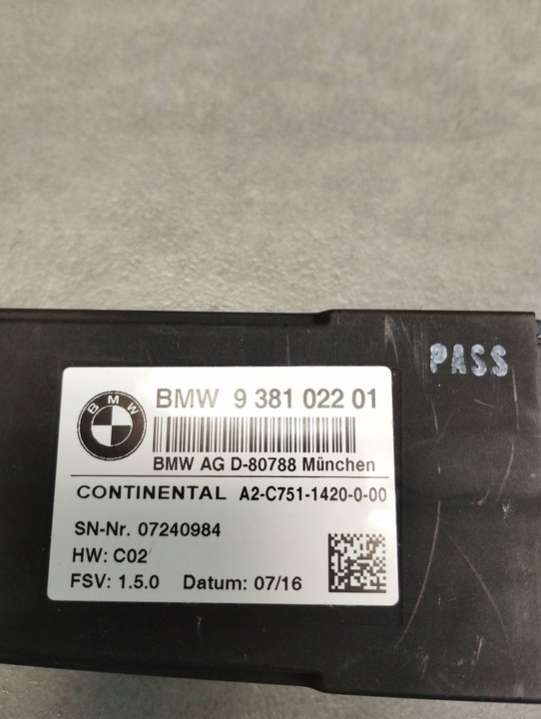 PASS
BMW
BMW 9 381 022 01
BMW AG D-80788 München
CONTINENTAL A2-C751-1420-0-00
SN-Nr. 07240984
HW: C02
FSV: 1.5.0 Datum: 07/16